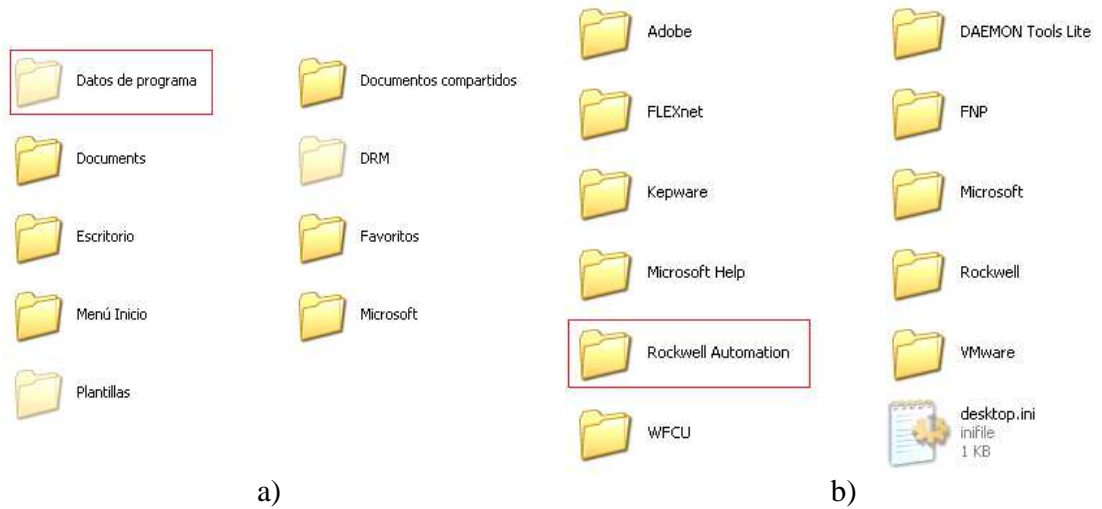 Datos de programa
Documentos compartidos
Documents
DRM
Escritorio
Favoritos
Menú Inicio
Microsoft
Plantillas
a)
Adobe
DAEMON Tools Lite
FLEXnet
FNP
Kepware
Microsoft
Microsoft Help
Rockwell
Rockwell Automation
VMware
WFCU
desktop.ini
inifile
1 KB
b)